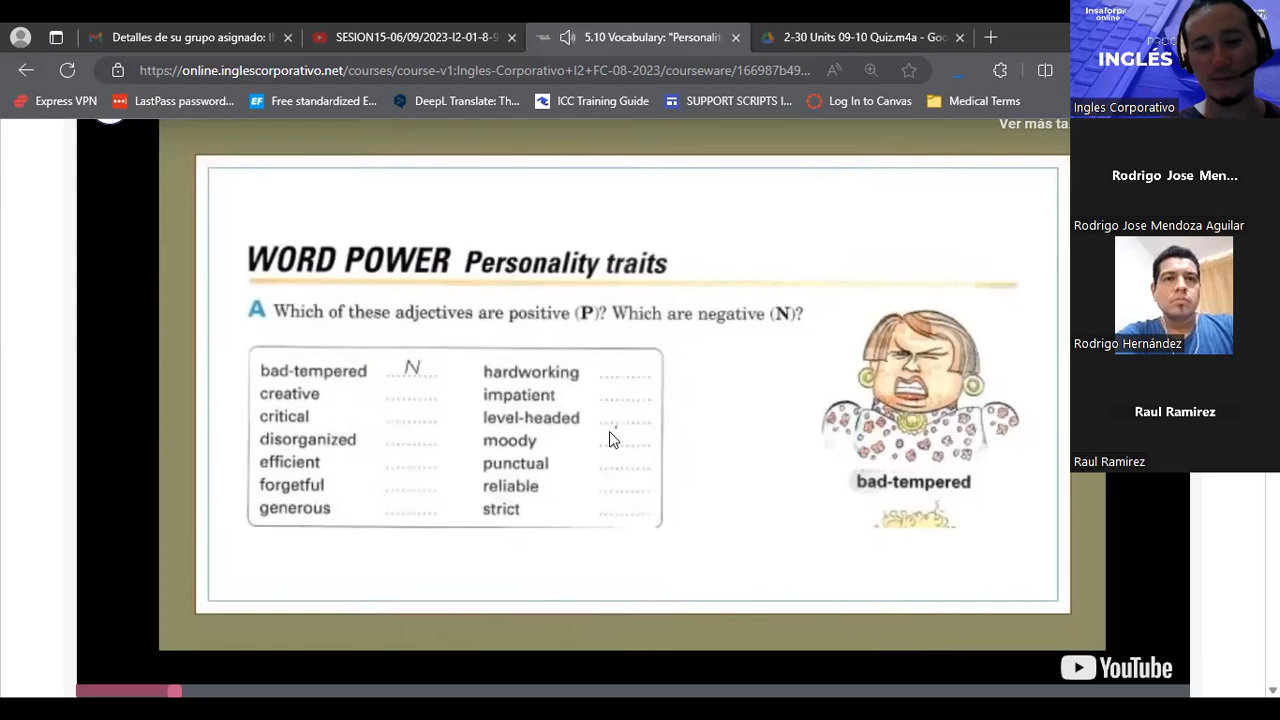 Detalles de su grupo asignado: II
SESION15-06/09/2023-I2-01-8-9
5.10 Vocabulary: "Personalit
2-30 Units 09-10 Quiz.m4a - Goo
https://online.inglescorporativo.net/courses/course-v1:Ingles-Corporativo+I2+FC-08-2023/courseware/166987b49...
Express VPN
LastPass password...
EF Free standardized E...
DeepL Translate: Th...
ICC Training Guide
SUPPORT SCRIPTS I...
Log In to Canvas
Medical Terms
Ver más ta
WORD POWER Personality traits
A Which of these adjectives are positive (P)? Which are negative (N)?
bad-tempered N hardworking
creative impatient
critical level-headed
disorganized moody
efficient punctual
forgetful reliable
generous strict
bad-tempered
YouTube
Insaforp
online
INGLÉS
Ingles Corporativo
Rodrigo Jose Men...
Rodrigo Jose Mendoza Aguilar
Rodrigo Hernández
Raul Ramirez
Raul Ramirez